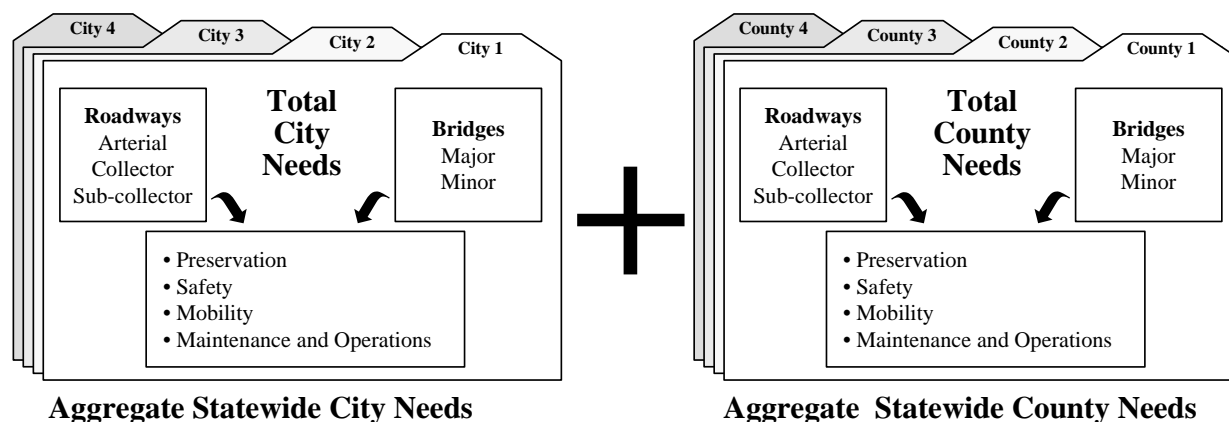 City 4
City 3
City 2
City 1
Roadways
Arterial
Collector
Sub-collector
Total
City
Needs
Bridges
Major
Minor
• Preservation
• Safety
• Mobility
• Maintenance and Operations
Aggregate Statewide City Needs
County 4
County 3
County 2
County 1
Roadways
Arterial
Collector
Sub-collector
Total
County
Needs
Bridges
Major
Minor
• Preservation
• Safety
• Mobility
• Maintenance and Operations
Aggregate  Statewide County Needs